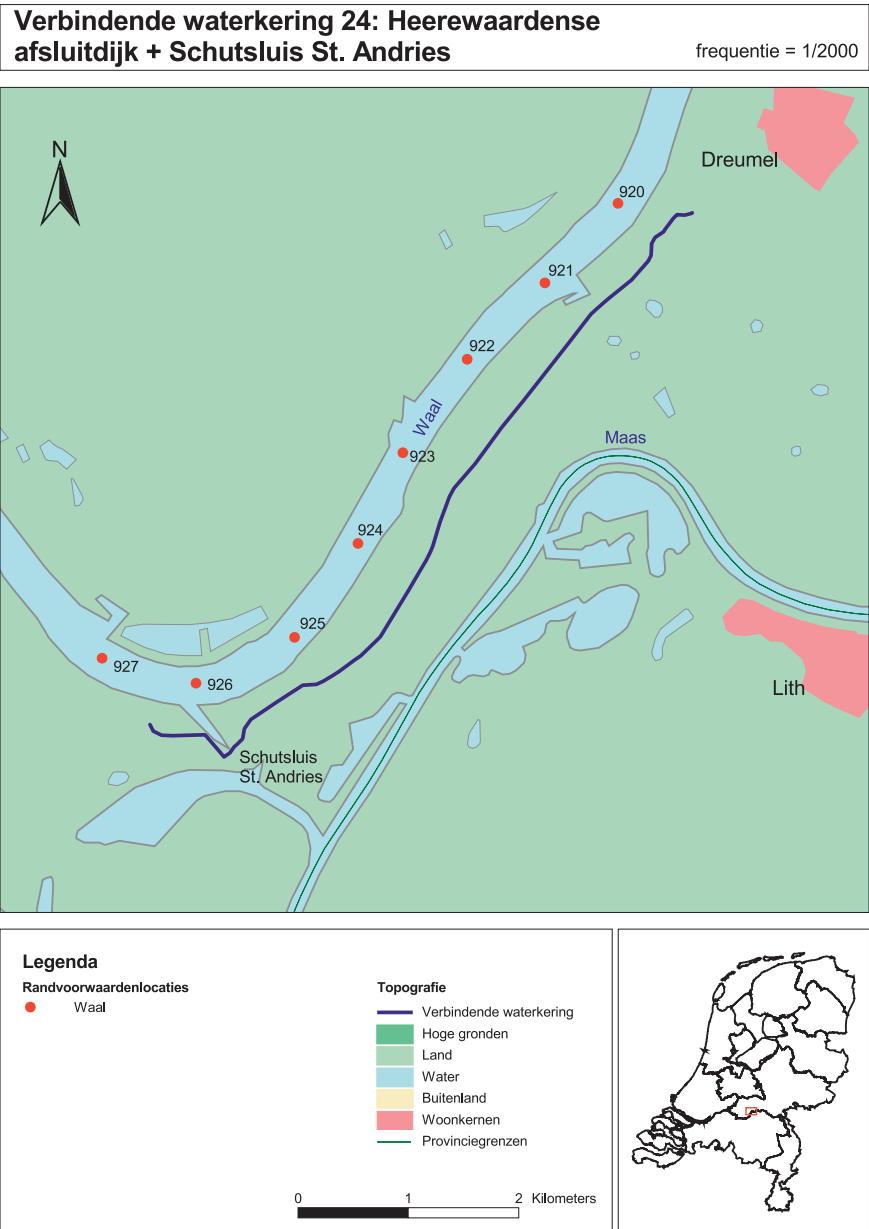 Verbindende waterkering 24: Heerewaardense
afsluitdijk + Schutsluis St. Andries
frequentie = 1/2000
N
Dreumel
920
921
922
Waal
923
Maas
924
925
927
926
Lith
Schutsluis
St. Andries
Legenda
Randvoorwaardenlocaties
Waal
Topografie
Verbindende waterkering
Hoge gronden
Land
Water
Buitenland
Woonkernen
Provinciegrenzen
0 1 2 Kilometers